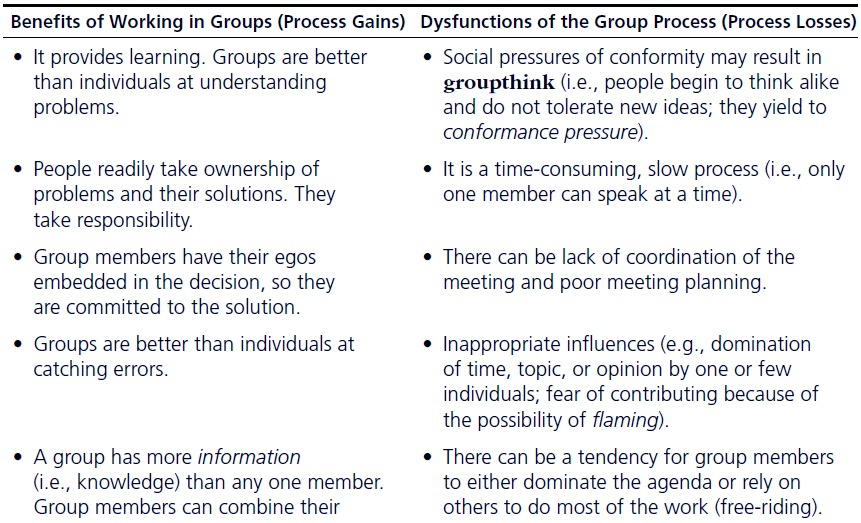 Benefits of Working in Groups (Process Gains) Dysfunctions of the Group Process (Process Losses)
• It provides learning. Groups are better
than individuals at understanding
problems.
• Social pressures of conformity may result in
groupthink (i.e., people begin to think alike
and do not tolerate new ideas; they yield to
conformance pressure).
• People readily take ownership of
problems and their solutions. They
take responsibility.
• It is a time-consuming, slow process (i.e., only
one member can speak at a time).
• Group members have their egos
embedded in the decision, so they
are committed to the solution.
• There can be lack of coordination of the
meeting and poor meeting planning.
• Groups are better than individuals at
catching errors.
• Inappropriate influences (e.g., domination
of time, topic, or opinion by one or few
individuals; fear of contributing because of
the possibility of flaming).
• A group has more information
(i.e., knowledge) than any one member.
Group members can combine their
• There can be a tendency for group members
to either dominate the agenda or rely on
others to do most of the work (free-riding).